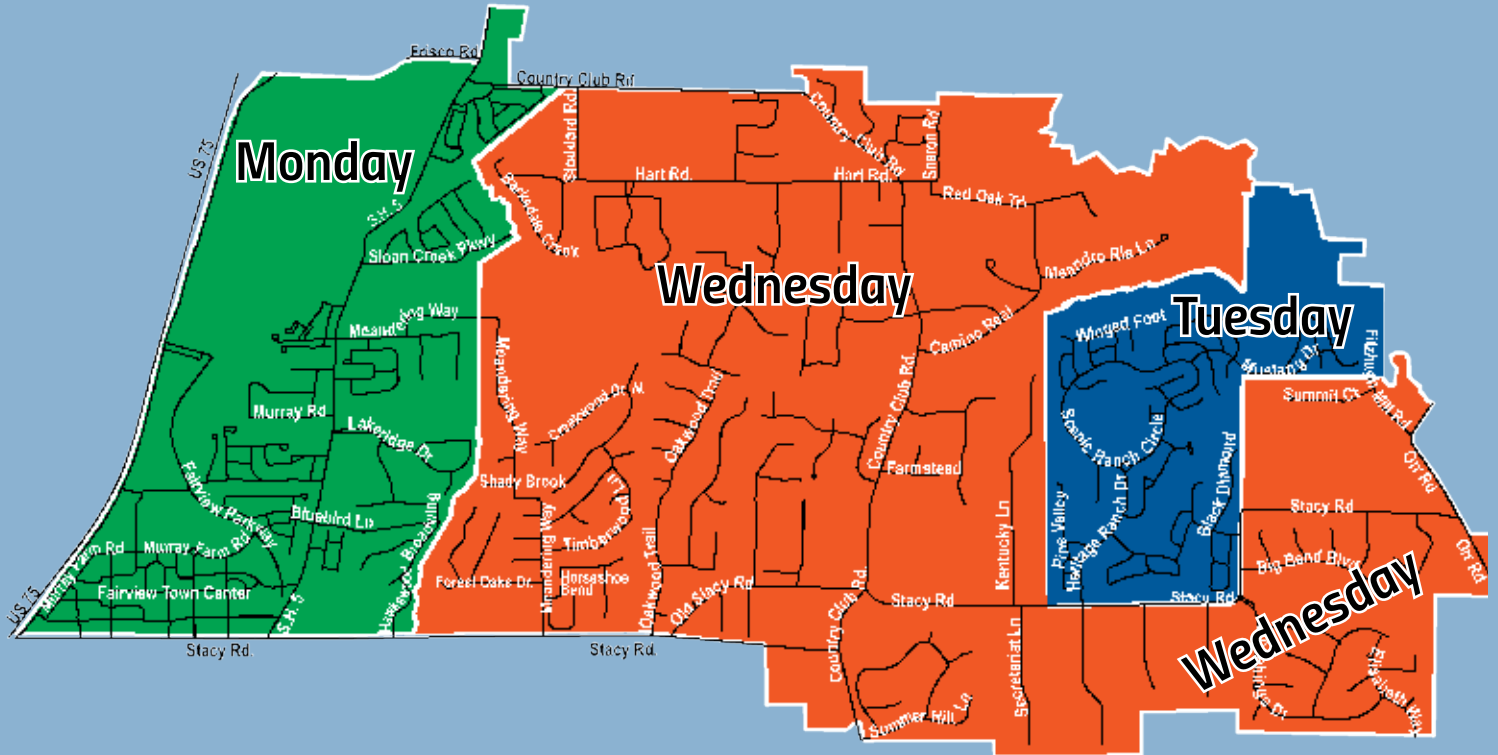 Frisco Rd
Country Club Rd
US 75
Monday
Stoddard Rd
Country Club Rd
Sharon Rd
Hart Rd.
Hart Rd.
S.H. 5
Sloan Creek Pkwy
Creek
Red Oak Trl
Wednesday
Meandering Way
Camino Real
Winged Foot
Tuesday
Mustang Dr
Meandering Way
Murray Rd
Lakeridge Dr
Oakwood Trail
Country Club Rd.
Scenic Ranch Circle
Summit Ct
Mill Rd
Orr Rd
Farmstead
Shady Brook
Black Diamond
Fairview Parkway
Bluebird Ln
Timberwood
Meandering Way
Kentucky Ln
Pine Valley
Heritage Ranch Dr
Stacy Rd
Big Bend Blvd
Orr Rd
Murray Farm Rd
Murray Farm Rd
Fairview Town Center
Forest Oaks Dr.
Horseshoe
Bend
Oakwood Trail
Old Stacy Rd
Stacy Rd
Stacy Rd
Wednesday
US 75
S.H. 5
Stacy Rd.
Stacy Rd.
Country Club Rd.
Secretariat Ln
Summer Hill Ln
Elizabeth Way